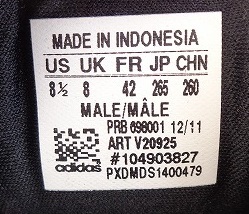 MADE IN INDONESIA
US UK FR JP CHN
8½ 8 42 265 260
MALE/MÂLE
PRB 698001 12/11
ART V20925
#104903827
adidas
PXDMDS1400479